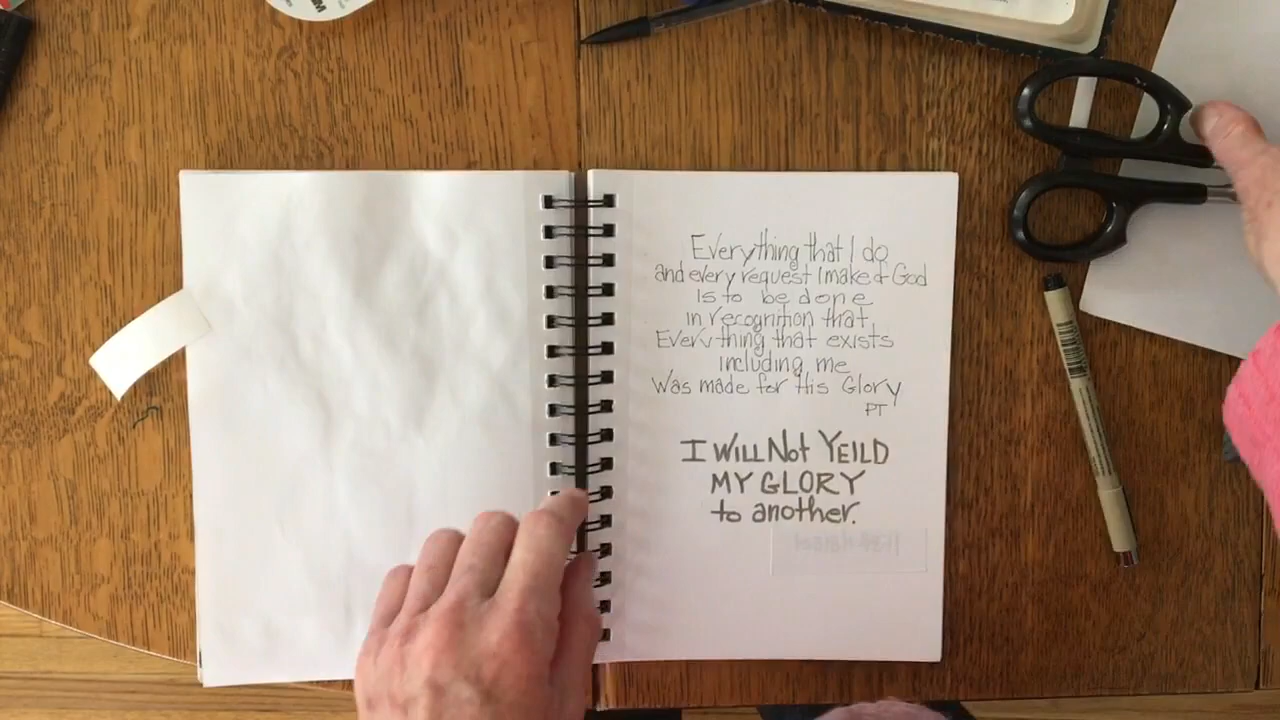 Everything that I do
and every request I make of God
is to be done
in recognition that
Everything that exists
including me
Was made for His Glory
PT
I WILL Not YEILD
MY GLORY
to another.